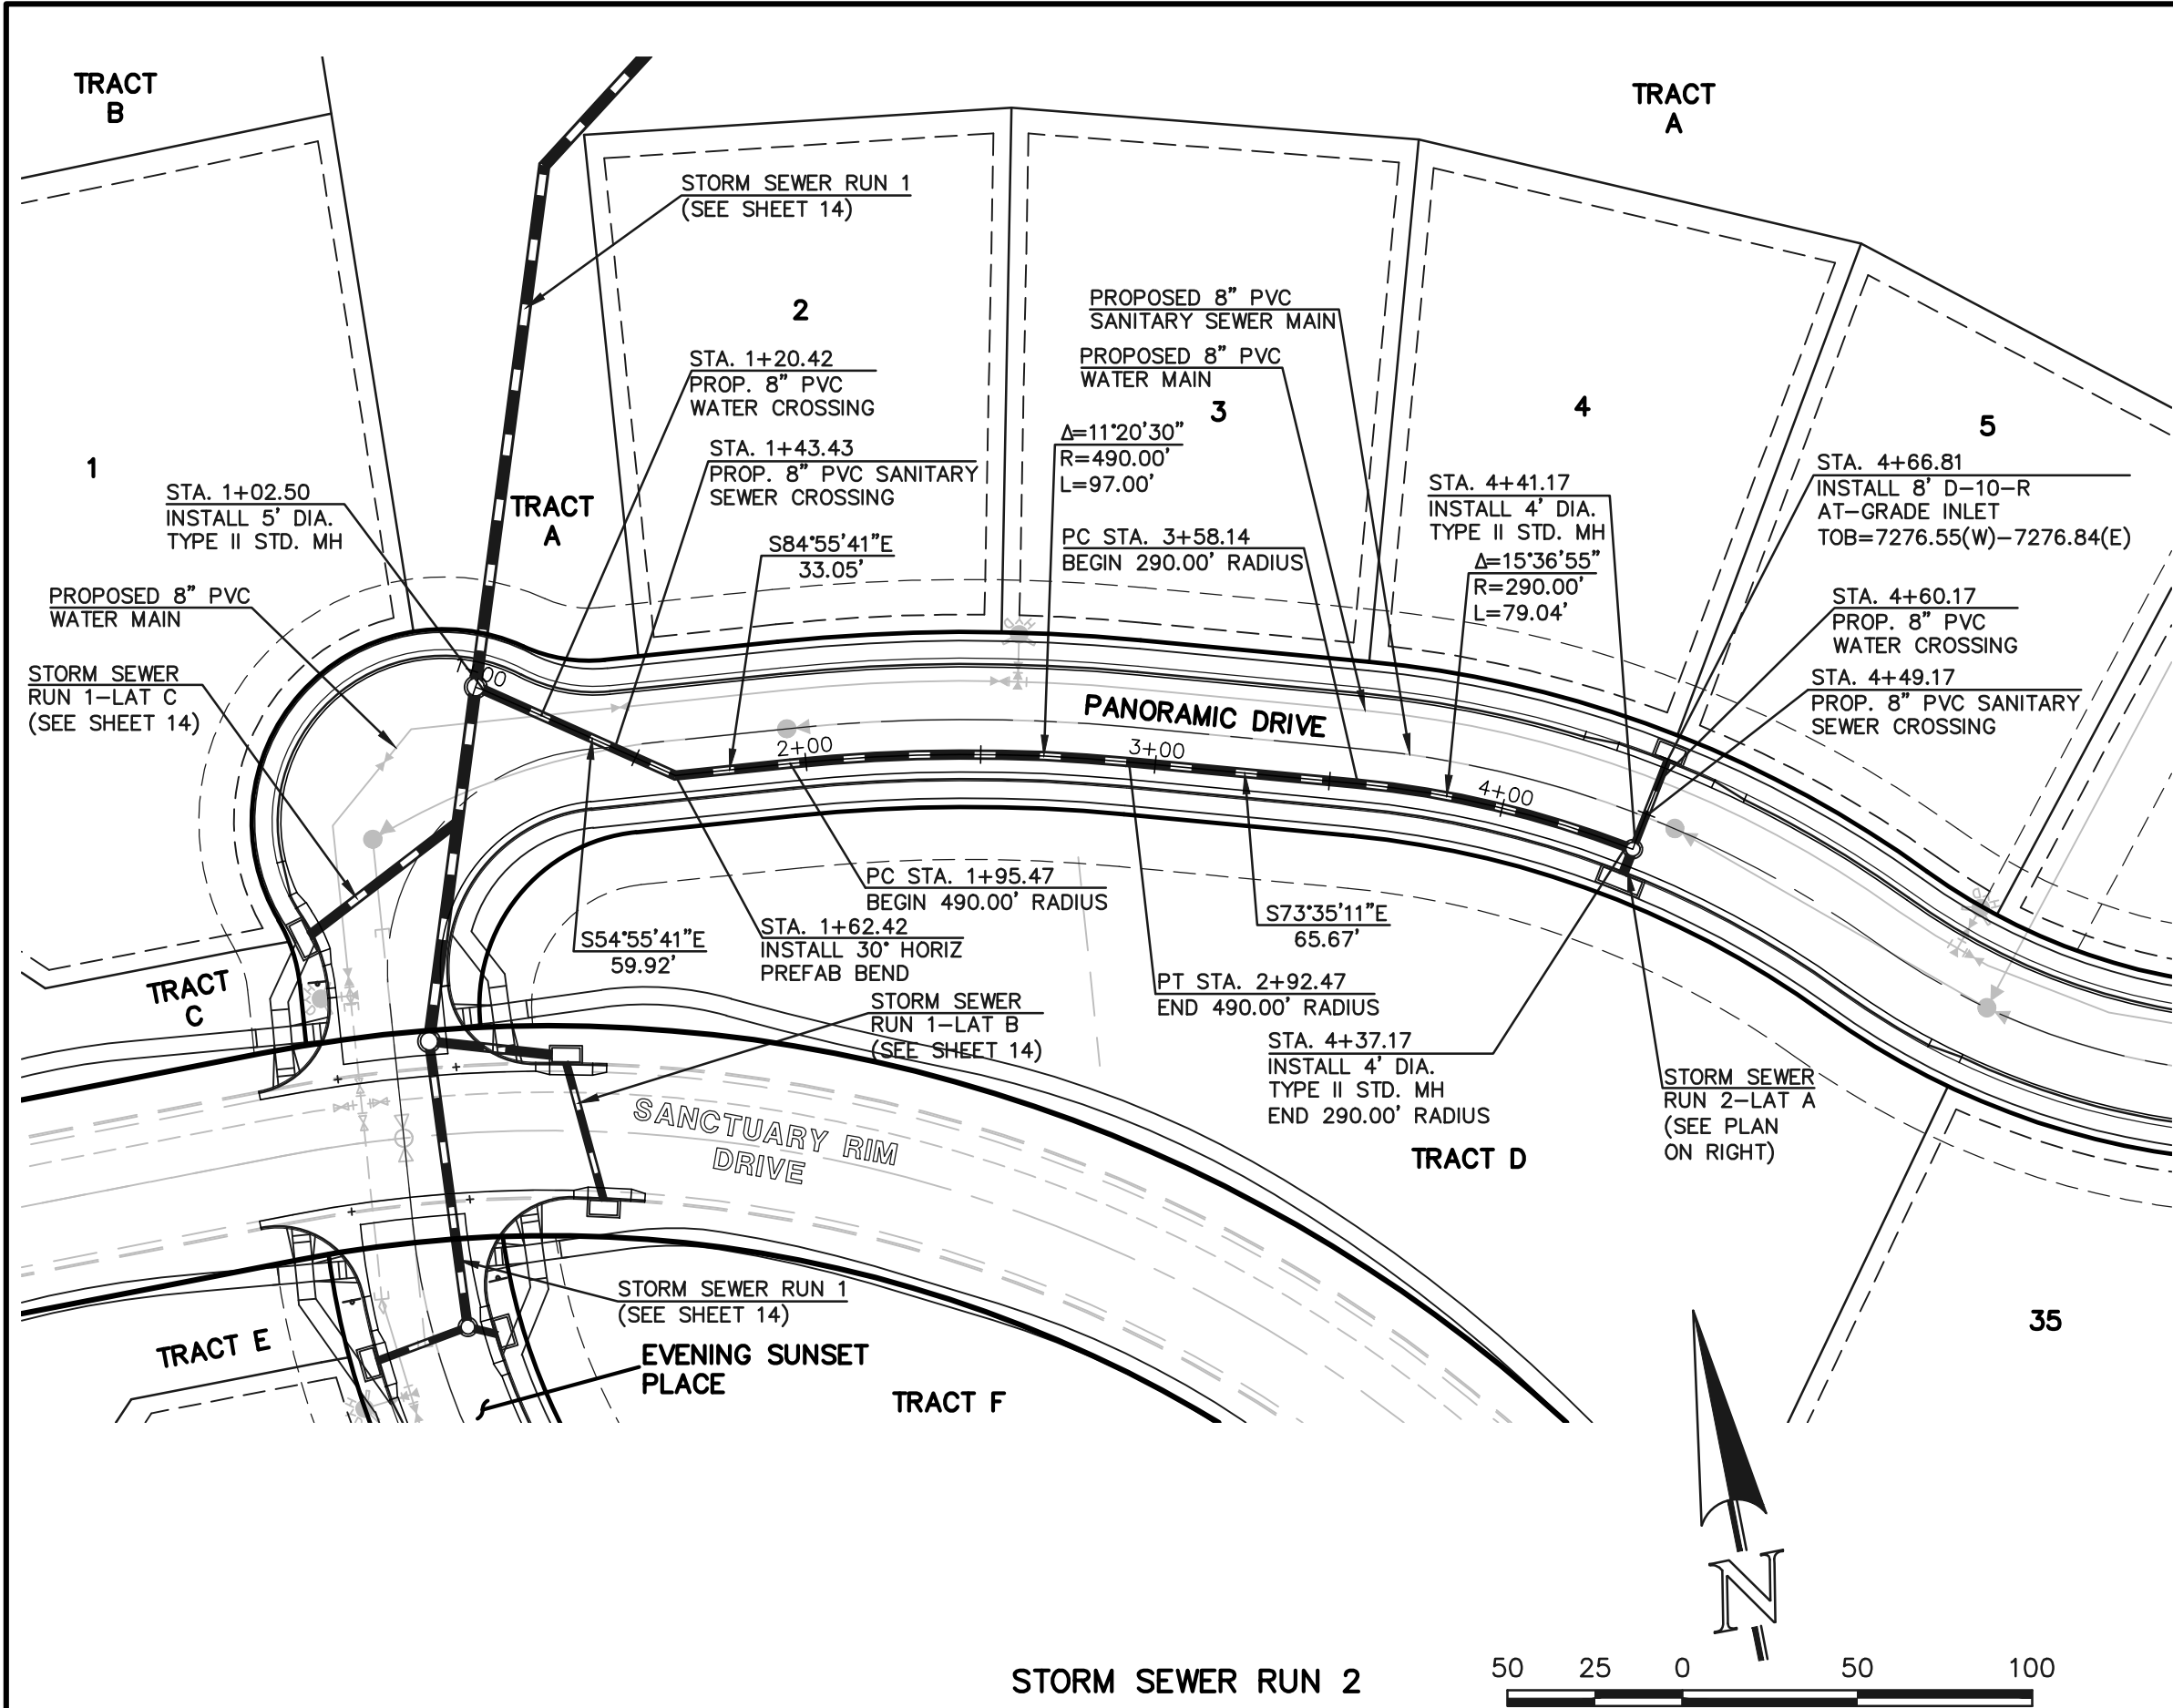 TRACT
B
TRACT
A
STORM SEWER RUN 1
(SEE SHEET 14)
2
PROPOSED 8" PVC
SANITARY SEWER MAIN
PROPOSED 8" PVC
WATER MAIN
3
4
5
1
STA. 1+20.42
PROP. 8" PVC
WATER CROSSING
STA. 1+43.43
PROP. 8" PVC SANITARY
SEWER CROSSING
Δ=11°20'30"
R=490.00'
L=97.00'
STA. 4+66.81
INSTALL 8' D-10-R
AT-GRADE INLET
TOB=7276.55(W)-7276.84(E)
STA. 1+02.50
INSTALL 5' DIA.
TYPE II STD. MH
TRACT
A
STA. 4+41.17
INSTALL 4' DIA.
TYPE II STD. MH
S84°55'41"E
33.05'
PC STA. 3+58.14
BEGIN 290.00' RADIUS
Δ=15°36'55"
R=290.00'
L=79.04'
PROPOSED 8" PVC
WATER MAIN
STA. 4+60.17
PROP. 8" PVC
WATER CROSSING
STORM SEWER
RUN 1-LAT C
(SEE SHEET 14)
STA. 4+49.17
PROP. 8" PVC SANITARY
SEWER CROSSING
PANORAMIC DRIVE
2+00
3+00
4+00
PC STA. 1+95.47
BEGIN 490.00' RADIUS
S54°55'41"E
59.92'
STA. 1+62.42
INSTALL 30° HORIZ
PREFAB BEND
S73°35'11"E
65.67'
TRACT
C
PT STA. 2+92.47
END 490.00' RADIUS
STORM SEWER
RUN 1-LAT B
(SEE SHEET 14)
STA. 4+37.17
INSTALL 4' DIA.
TYPE II STD. MH
END 290.00' RADIUS
STORM SEWER
RUN 2-LAT A
(SEE PLAN
ON RIGHT)
SANCTUARY RIM
DRIVE
TRACT D
STORM SEWER RUN 1
(SEE SHEET 14)
TRACT E
EVENING SUNSET
PLACE
TRACT F
35
N
STORM SEWER RUN 2
50 25 0 50 100